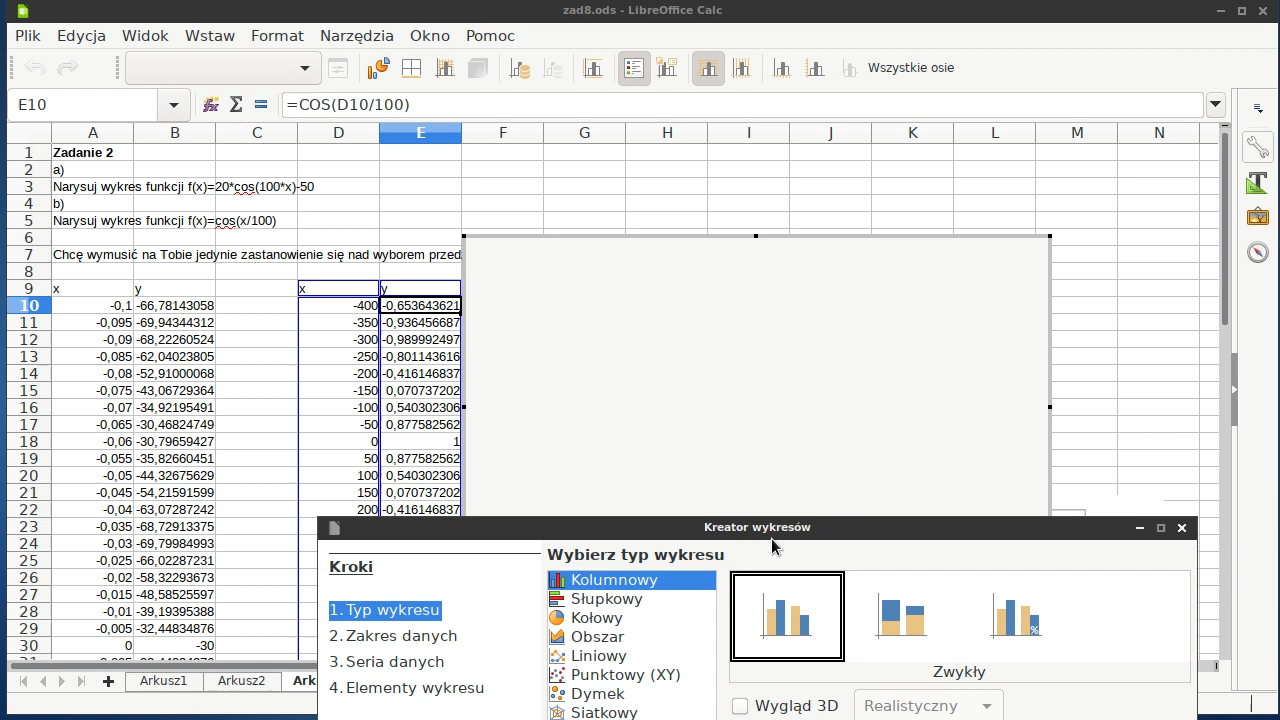 zad8.ods - LibreOffice Calc
Plik Edycja Widok Wstaw Format Narzędzia Okno Pomoc
Wszystkie osie
E10 =COS(D10/100)
A B C D E F G H I J K L M N
1 Zadanie 2
2 a)
3 Narysuj wykres funkcji f(x)=20*cos(100*x)-50
4 b)
5 Narysuj wykres funkcji f(x)=cos(x/100)
6
7 Chcę wymusić na Tobie jedynie zastanowienie się nad wyborem przed
8
9 x y x y
10 -0,1 -66,78143058 -400 -0,653643621
11 -0,095 -69,94344312 -350 -0,936456687
12 -0,09 -68,22260524 -300 -0,989992497
13 -0,085 -62,04023805 -250 -0,801143616
14 -0,08 -52,91000068 -200 -0,416146837
15 -0,075 -43,06729364 -150 0,070737202
16 -0,07 -34,92195491 -100 0,540302306
17 -0,065 -30,46824749 -50 0,877582562
18 -0,06 -30,79659427 0 1
19 -0,055 -35,82660451 50 0,877582562
20 -0,05 -44,32675629 100 0,540302306
21 -0,045 -54,21591599 150 0,070737202
22 -0,04 -63,07287242 200 -0,416146837
23 -0,035 -68,72913375
24 -0,03 -69,79984993
25 -0,025 -66,02287231
26 -0,02 -58,32293673
27 -0,015 -48,58525597
28 -0,01 -39,19395388
29 -0,005 -32,44834876
30 0 -30
Arkusz1 Arkusz2 Ark
Kreator wykresów
Kroki
1. Typ wykresu
2. Zakres danych
3. Seria danych
4. Elementy wykresu
Wybierz typ wykresu
Kolumnowy
Słupkowy
Kołowy
Obszar
Liniowy
Punktowy (XY)
Dymek
Siatkowy
%
Zwykły
Wygląd 3D Realistyczny